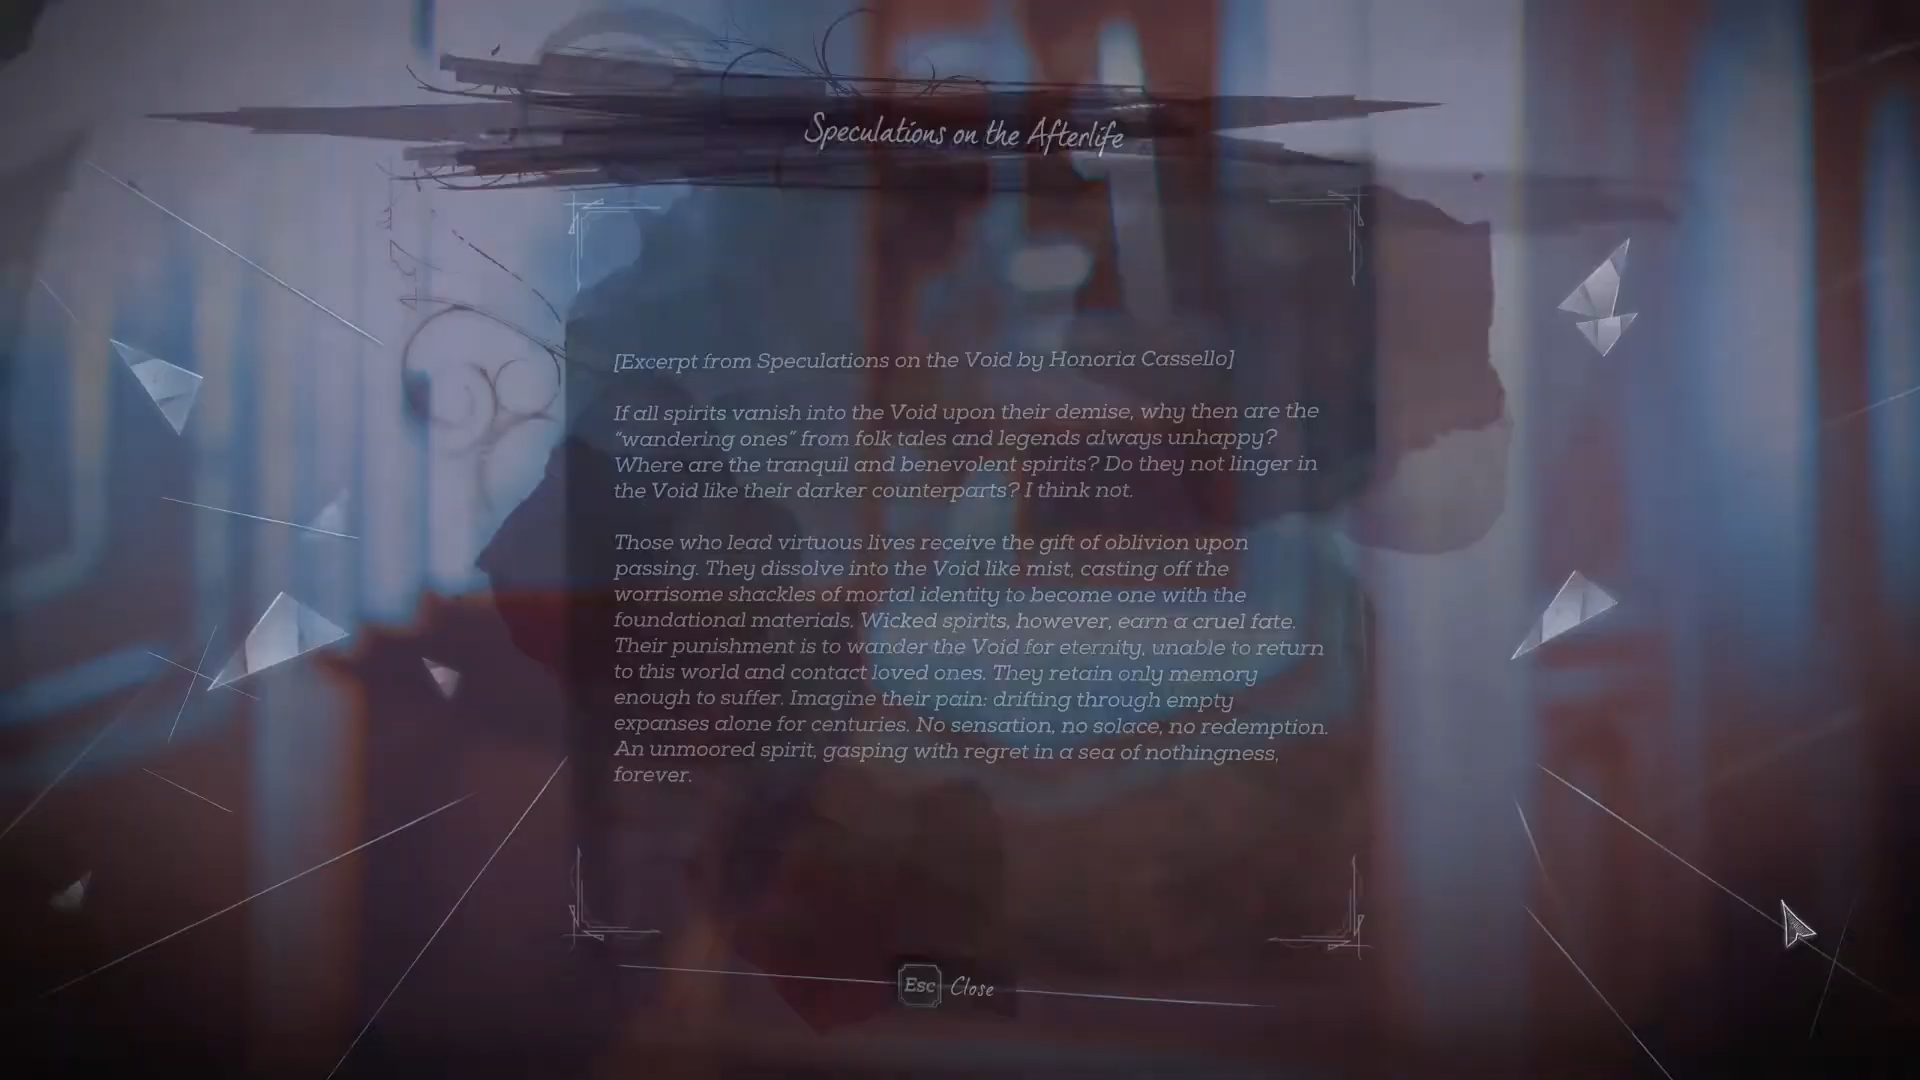 Speculations on the Afterlife
[Excerpt from Speculations on the Void by Honoria Cassello]
If all spirits vanish into the Void upon their demise, why then are the
“wandering ones” from folk tales and legends always unhappy?
Where are the tranquil and benevolent spirits? Do they not linger in
the Void like their darker counterparts? I think not.
Those who lead virtuous lives receive the gift of oblivion upon
passing. They dissolve into the Void like mist, casting off the
worrisome shackles of mortal identity to become one with the
foundational materials. Wicked spirits, however, earn a cruel fate.
Their punishment is to wander the Void for eternity, unable to return
to this world and contact loved ones. They retain only memory
enough to suffer. Imagine their pain: drifting through empty
expanses alone for centuries. No sensation, no solace, no redemption.
An unmoored spirit, gasping with regret in a sea of nothingness,
forever.
Esc Close